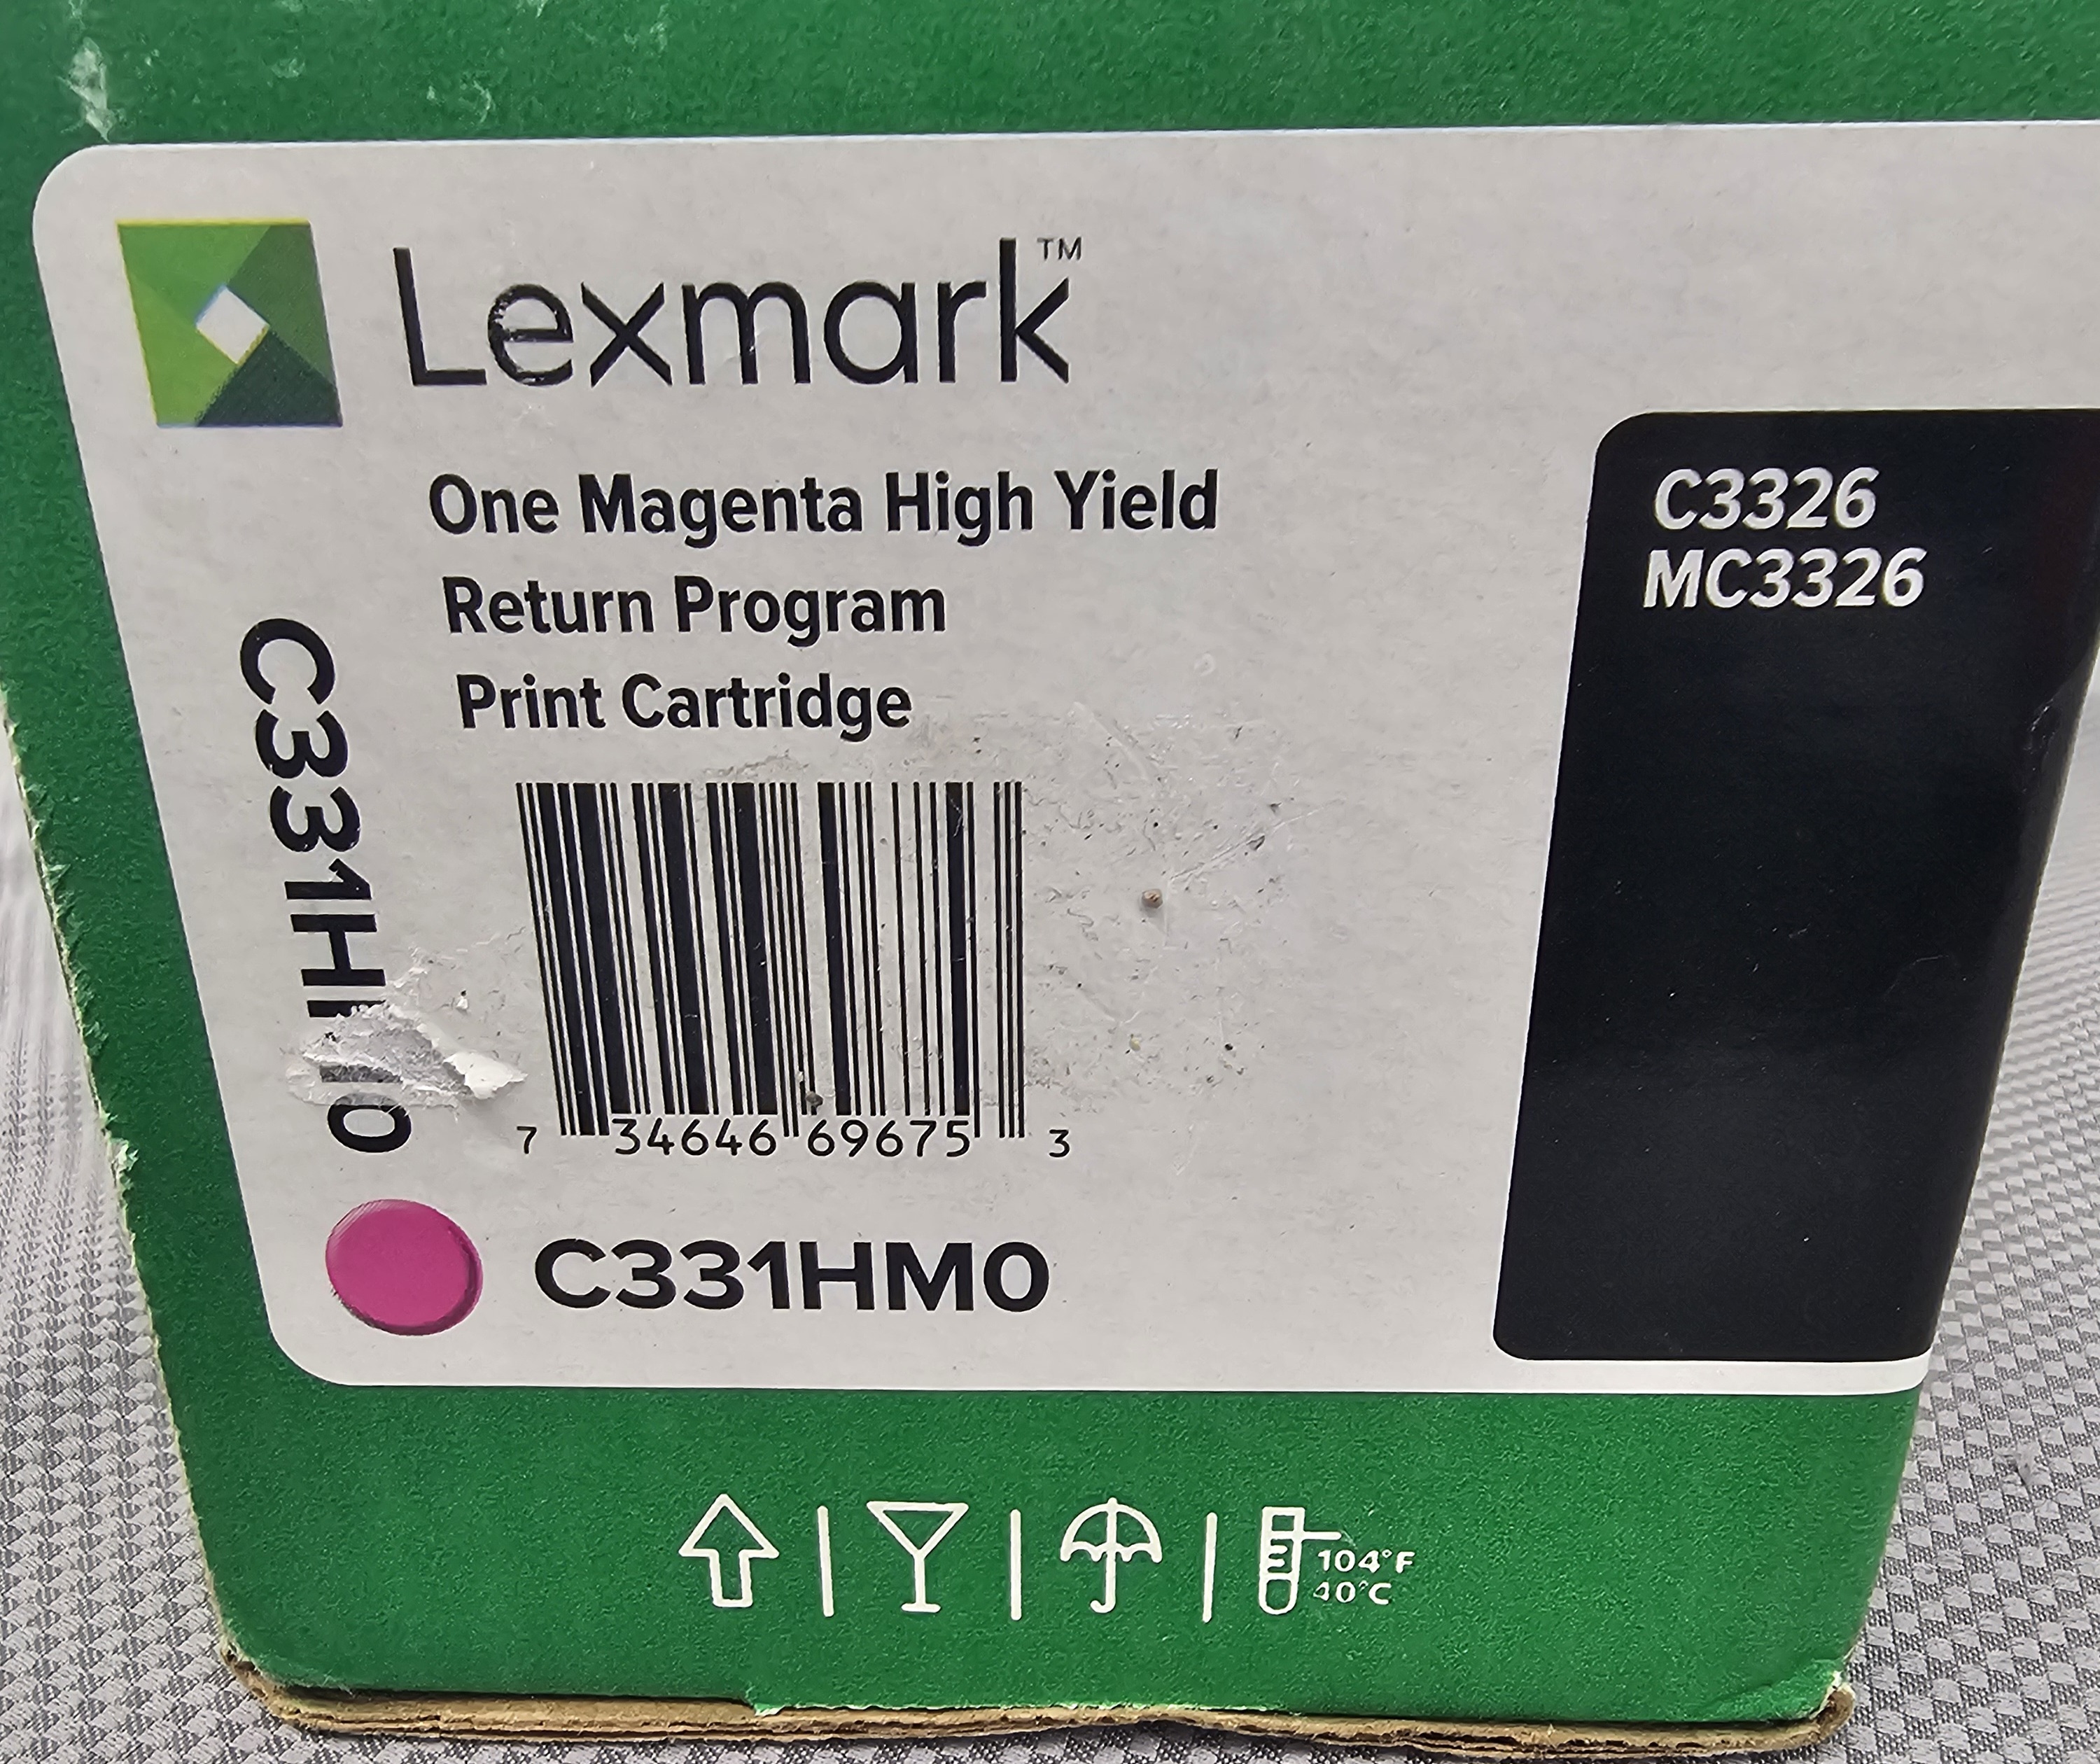 Lexmark™
One Magenta High Yield
Return Program
Print Cartridge
C3326
MC3326
7 34646 69675 3
C331HM0
104°F
40°C